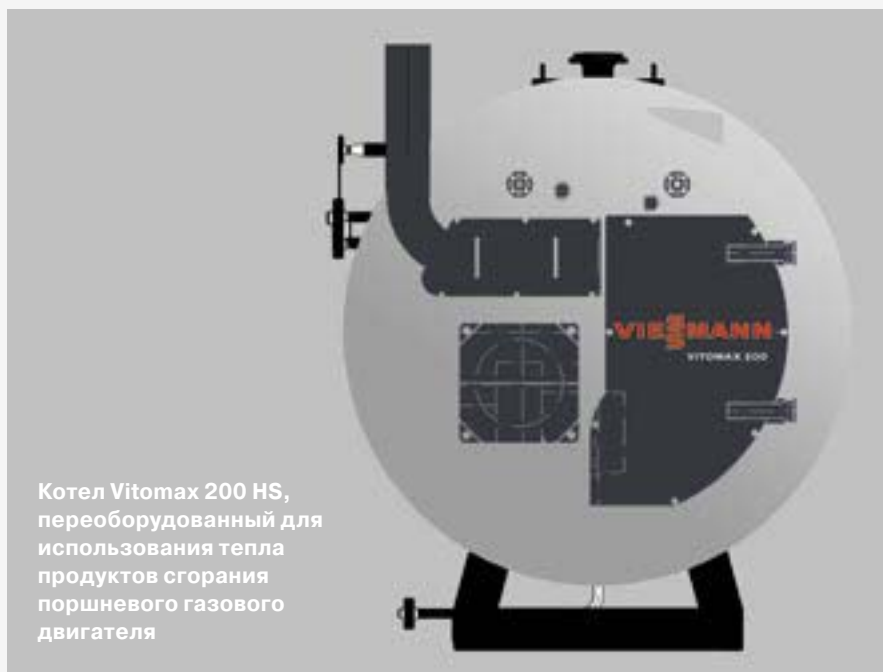 VIESMANN
VITOMAX 200
Котел Vitomax 200 HS,
переоборудованный для
использования тепла
продуктов сгорания
поршневого газового
двигателя